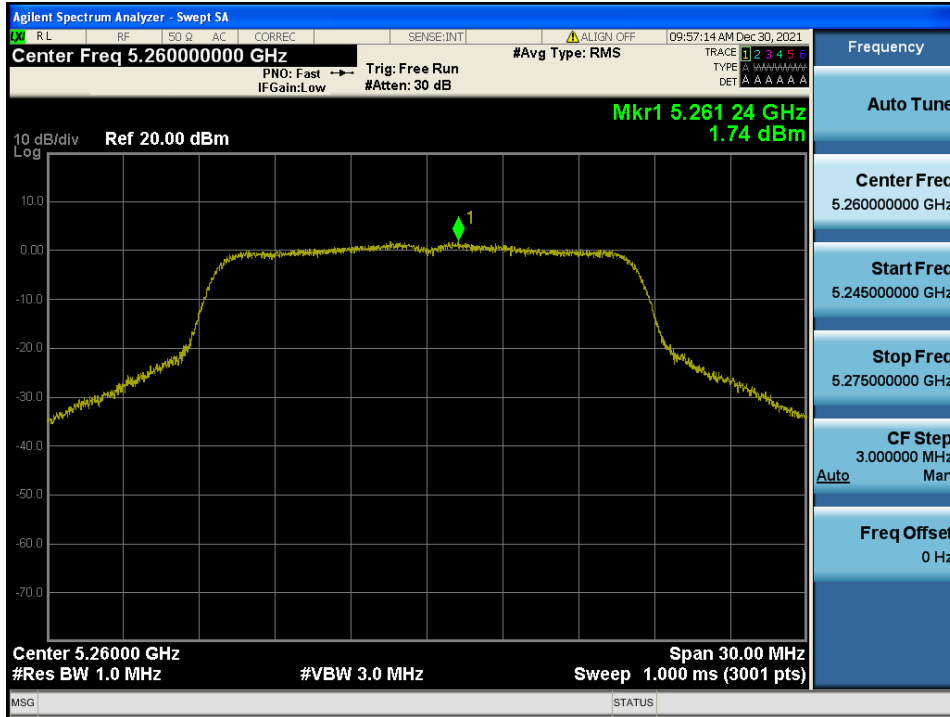 Agilent Spectrum Analyzer - Swept SA
LXI RL RF 50 Ω AC CORREC SENSE:INT ALIGN OFF 09:57:14 AM Dec 30, 2021
Center Freq 5.260000000 GHz
PNO: Fast
IFGain:Low
Trig: Free Run
#Atten: 30 dB
#Avg Type: RMS
TRACE 1 2 3 4 5 6
TYPE A WWWWW
DET A A A A A A
Mkr1 5.261 24 GHz
1.74 dBm
10 dB/div Ref 20.00 dBm
Log
10.0
0.00
-10.0
-20.0
-30.0
-40.0
-50.0
-60.0
-70.0
1
Center 5.26000 GHz Span 30.00 MHz
#Res BW 1.0 MHz #VBW 3.0 MHz Sweep 1.000 ms (3001 pts)
MSG STATUS
Frequency
Auto Tune
Center Freq
5.260000000 GHz
Start Freq
5.245000000 GHz
Stop Freq
5.275000000 GHz
CF Step
3.000000 MHz
Auto Man
Freq Offset
0 Hz